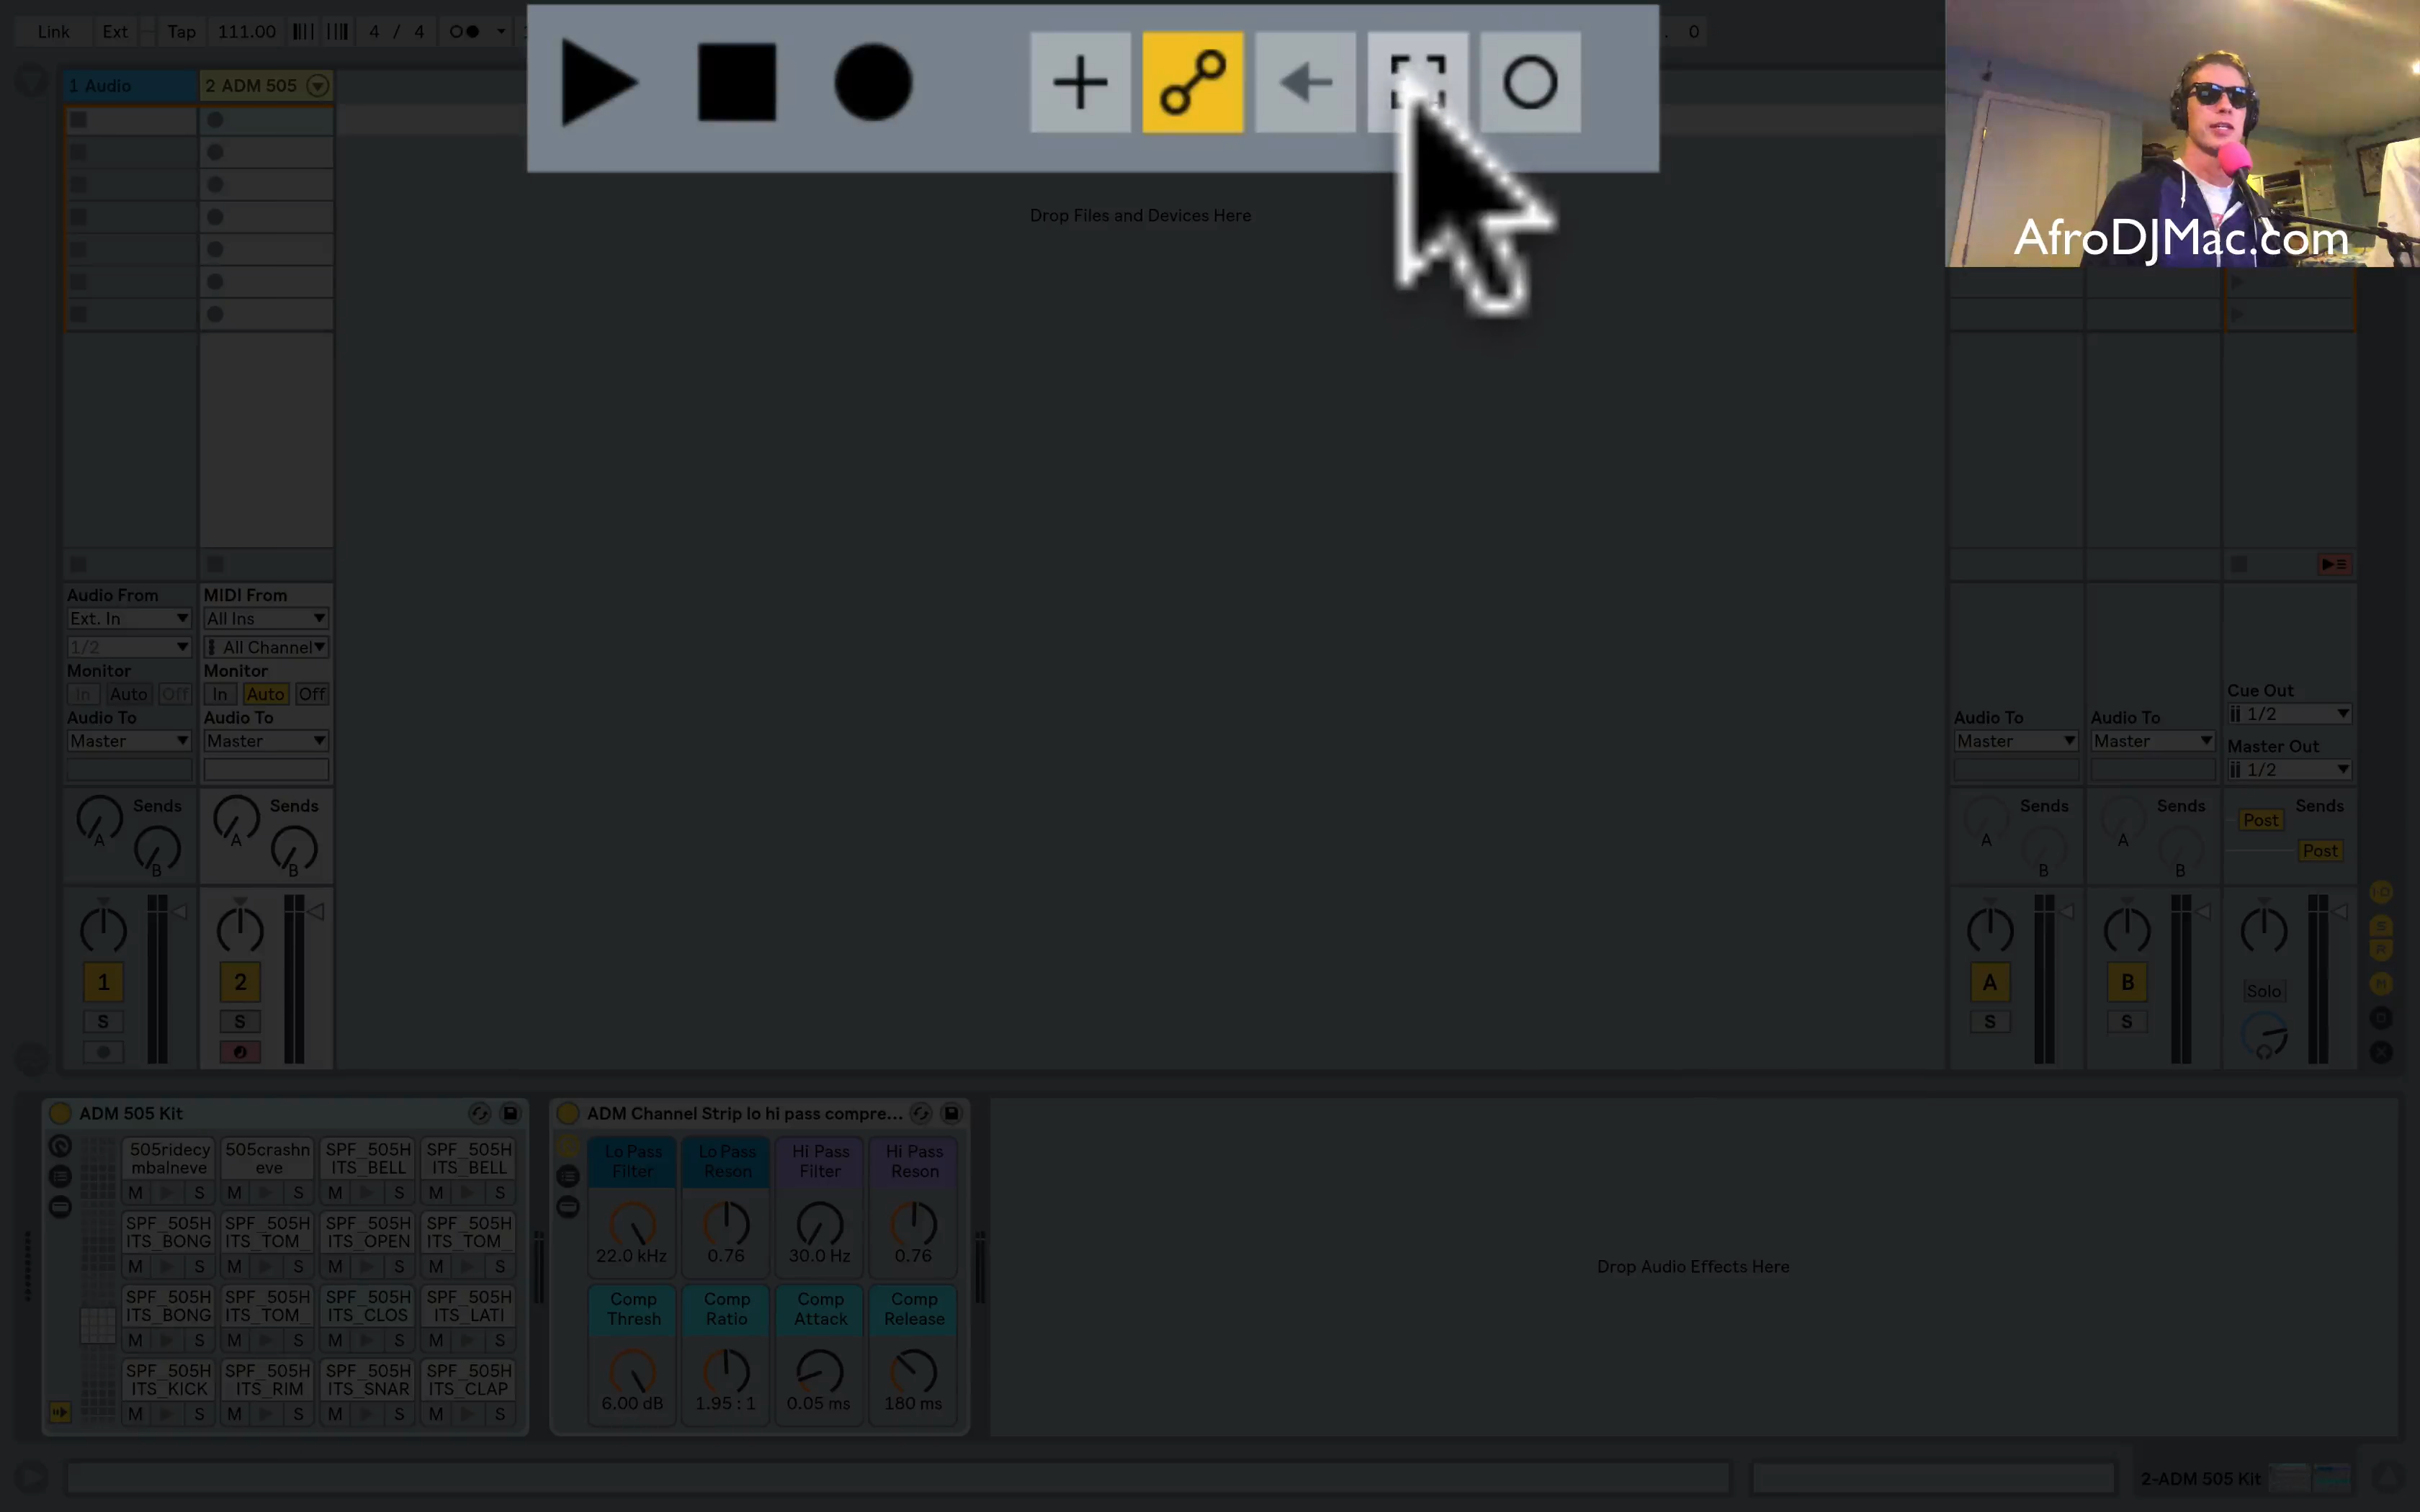 Link Ext Tap 111.00 4 / 4
. 0
1 Audio 2 ADM 505
Drop Files and Devices Here
AfroDJMac.com
Audio From MIDI From
Ext. In All Ins
1/2 All Channel
Monitor Monitor
In Auto Off In Auto Off
Audio To Audio To
Master Master
Sends Sends
A A
B B
1 2
S S
Cue Out
1/2
Audio To Audio To
Master Master
Master Out
1/2
Sends Sends Sends
A A Post
Post
B B
A B
Solo
S S
ADM 505 Kit
505ridecy 505crashn SPF_505H SPF_505H
mbalneve eve ITS_BELL ITS_BELL
M S M S M S M S
SPF_505H SPF_505H SPF_505H SPF_505H
ITS_BONG ITS_TOM_ ITS_OPEN ITS_TOM_
M S M S M S M S
SPF_505H SPF_505H SPF_505H SPF_505H
ITS_BONG ITS_TOM_ ITS_CLOS ITS_LATI
M S M S M S M S
SPF_505H SPF_505H SPF_505H SPF_505H
ITS_KICK ITS_RIM ITS_SNAR ITS_CLAP
M S M S M S M S
ADM Channel Strip lo hi pass compre...
Lo Pass Lo Pass Hi Pass Hi Pass
Filter Reson Filter Reson
22.0 kHz 0.76 30.0 Hz 0.76
Comp Comp Comp Comp
Thresh Ratio Attack Release
6.00 dB 1.95 : 1 0.05 ms 180 ms
Drop Audio Effects Here
2-ADM 505 Kit